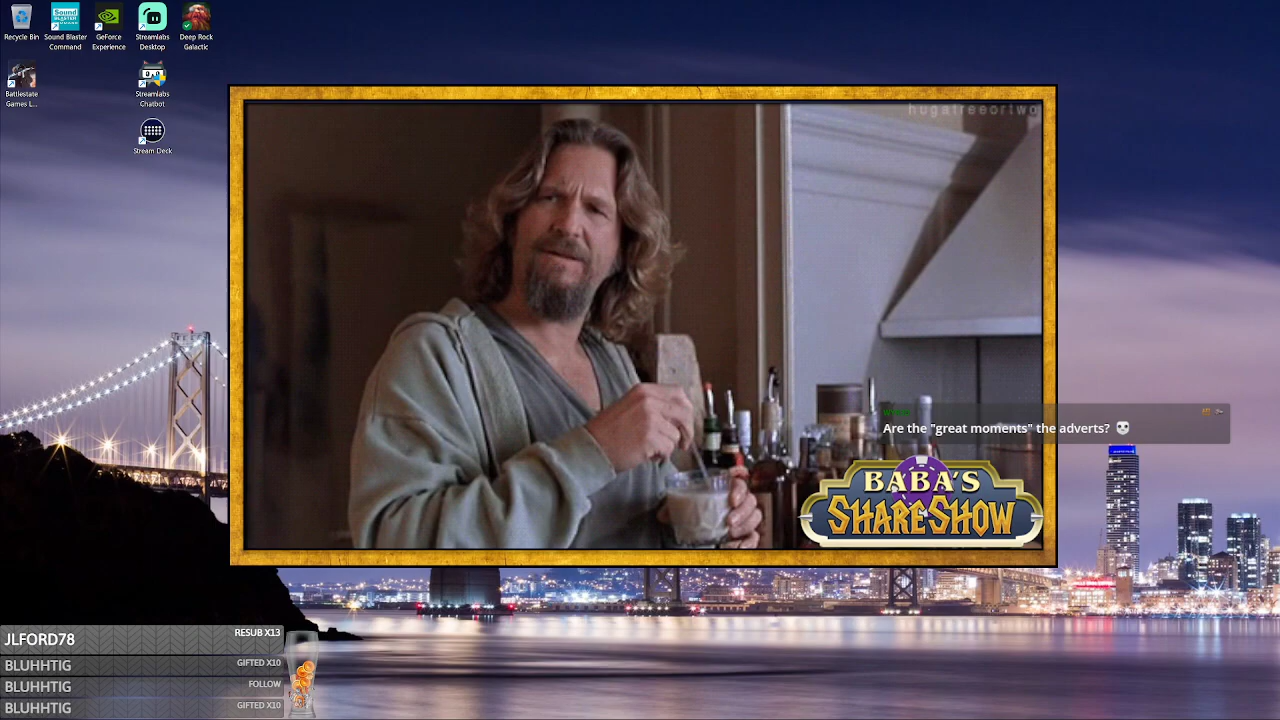 Recycle Bin
Sound Blaster
Command
GeForce
Experience
Streamlabs
Desktop
Deep Rock
Galactic
Battlestate
Games L...
Streamlabs
Chatbot
Stream Deck
hugatreeortwo
Are the "great moments" the adverts?
BABA'S
SHARESHOW
JLFORD78
RESUB X13
BLUHHTIG
GIFTED X10
BLUHHTIG
FOLLOW
BLUHHTIG
GIFTED X10